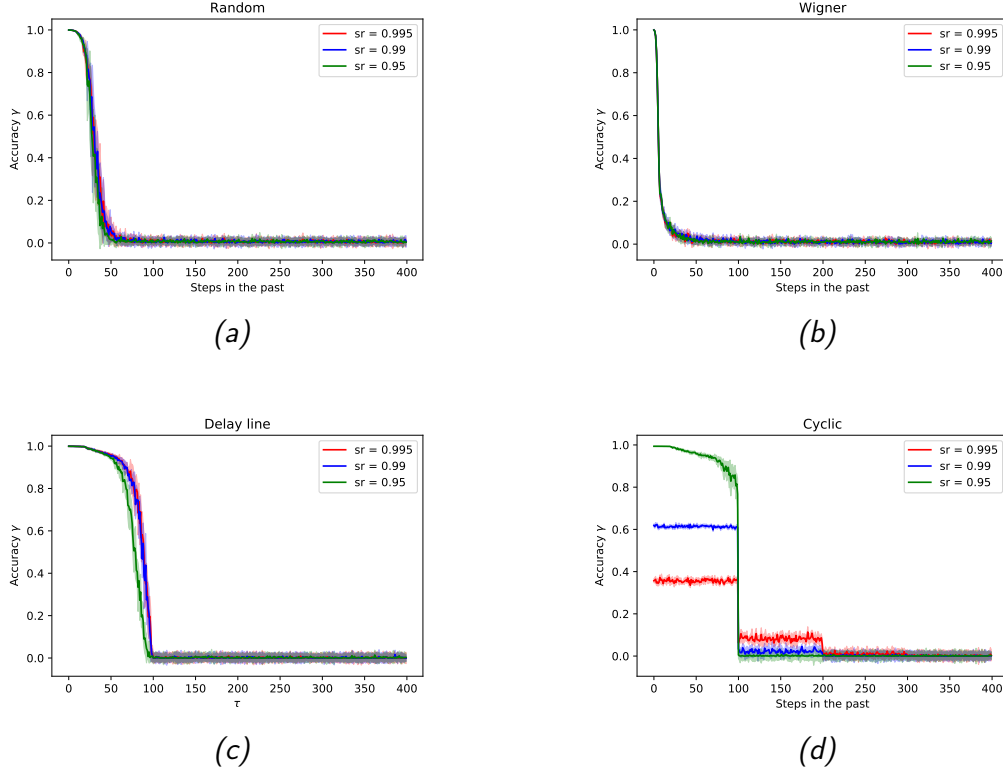 Random
Accuracy γ
1.0
0.8
0.6
0.4
0.2
0.0
0 50 100 150 200 250 300 350 400
Steps in the past
sr = 0.995
sr = 0.99
sr = 0.95
(a)
Wigner
Accuracy γ
1.0
0.8
0.6
0.4
0.2
0.0
0 50 100 150 200 250 300 350 400
Steps in the past
sr = 0.995
sr = 0.99
sr = 0.95
(b)
Delay line
Accuracy γ
1.0
0.8
0.6
0.4
0.2
0.0
0 50 100 150 200 250 300 350 400
τ
sr = 0.995
sr = 0.99
sr = 0.95
(c)
Cyclic
Accuracy γ
1.0
0.8
0.6
0.4
0.2
0.0
0 50 100 150 200 250 300 350 400
Steps in the past
sr = 0.995
sr = 0.99
sr = 0.95
(d)